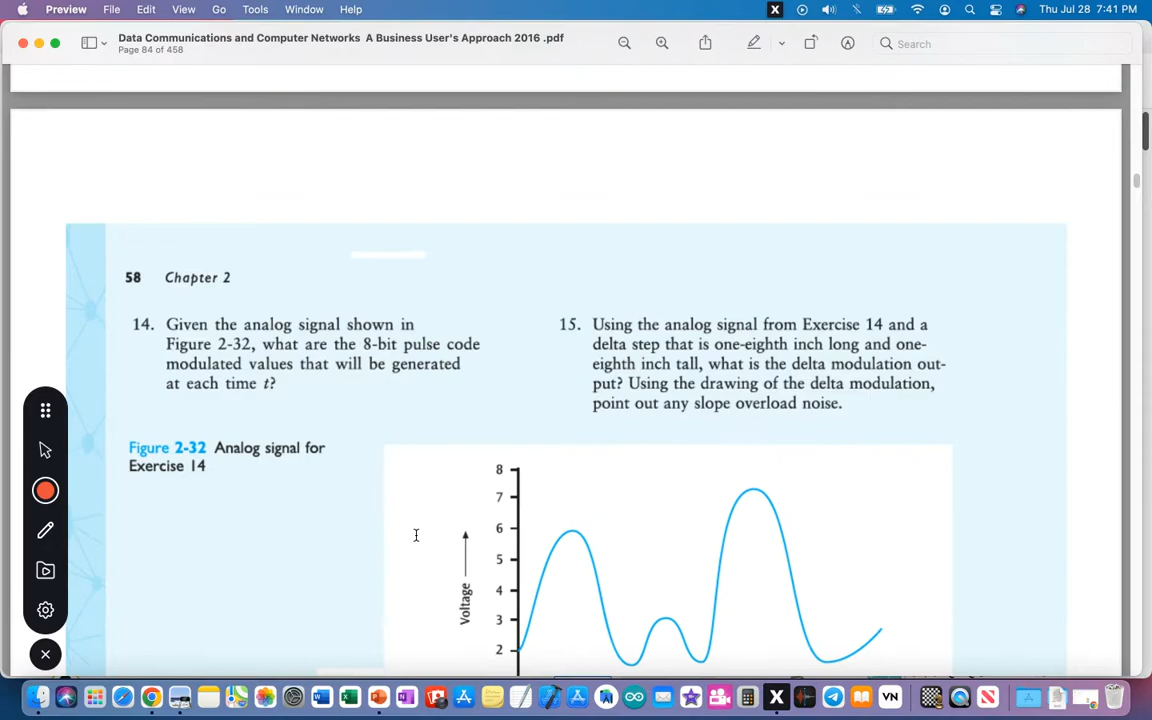 Preview File Edit View Go Tools Window Help
Thu Jul 28 7:41 PM
Data Communications and Computer Networks A Business User's Approach 2016 .pdf
Page 84 of 458
Search
58 Chapter 2
14. Given the analog signal shown in
Figure 2-32, what are the 8-bit pulse code
modulated values that will be generated
at each time t?
15. Using the analog signal from Exercise 14 and a
delta step that is one-eighth inch long and one-
eighth inch tall, what is the delta modulation out-
put? Using the drawing of the delta modulation,
point out any slope overload noise.
Figure 2-32 Analog signal for
Exercise 14
8
7
6
5
4
3
2
Voltage
VN